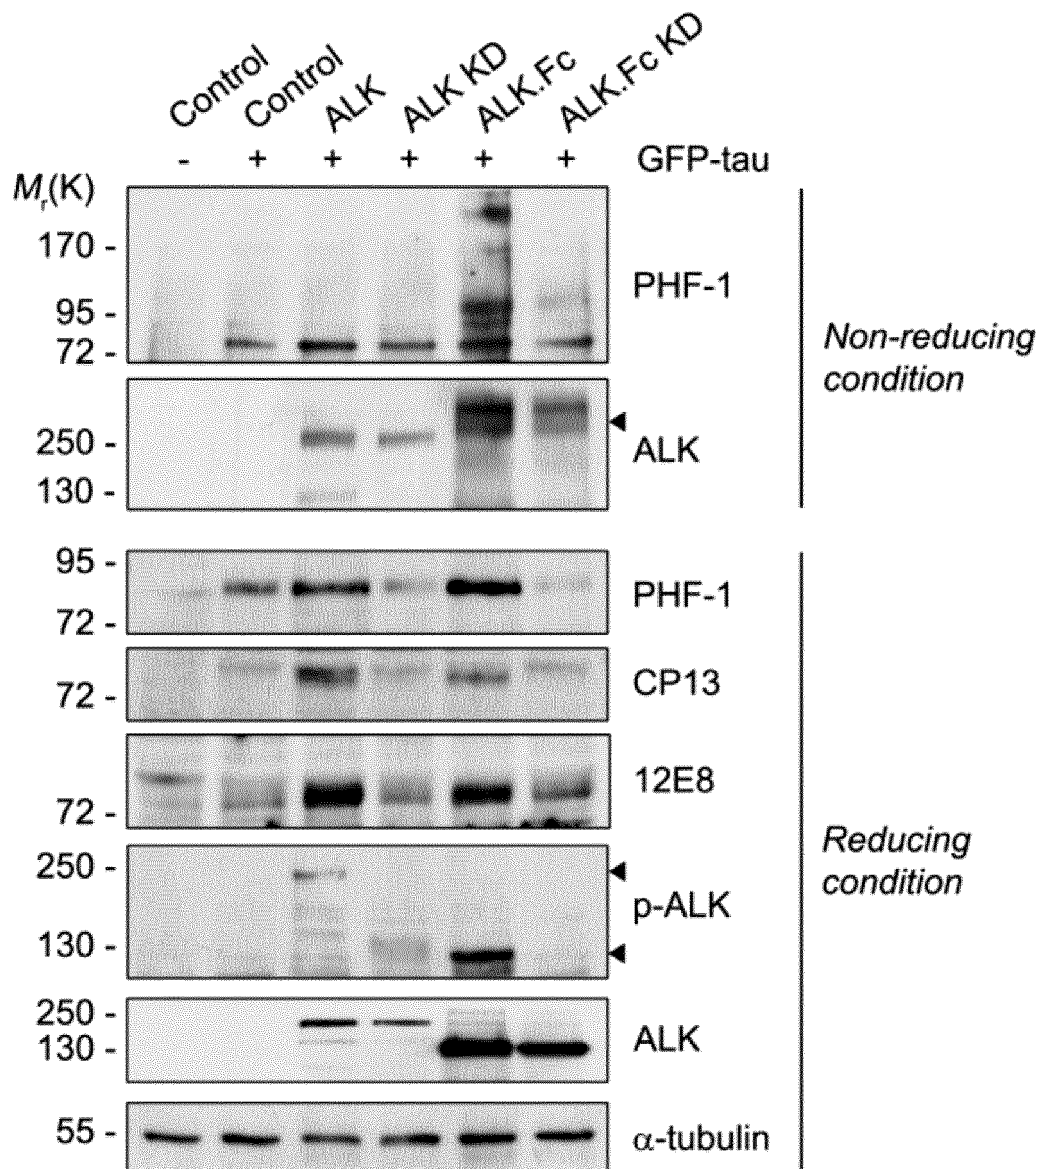 Control Control ALK ALK KD ALK.Fc ALK.Fc KD
- + + + + + GFP-tau
Mr(K)
170 -
95 -
72 -
PHF-1
250 -
130 -
ALK
Non-reducing
condition
95 -
72 -
PHF-1
72 -
CP13
72 -
12E8
250 -
130 -
p-ALK
250 -
130 -
ALK
55 -
α-tubulin
Reducing
condition